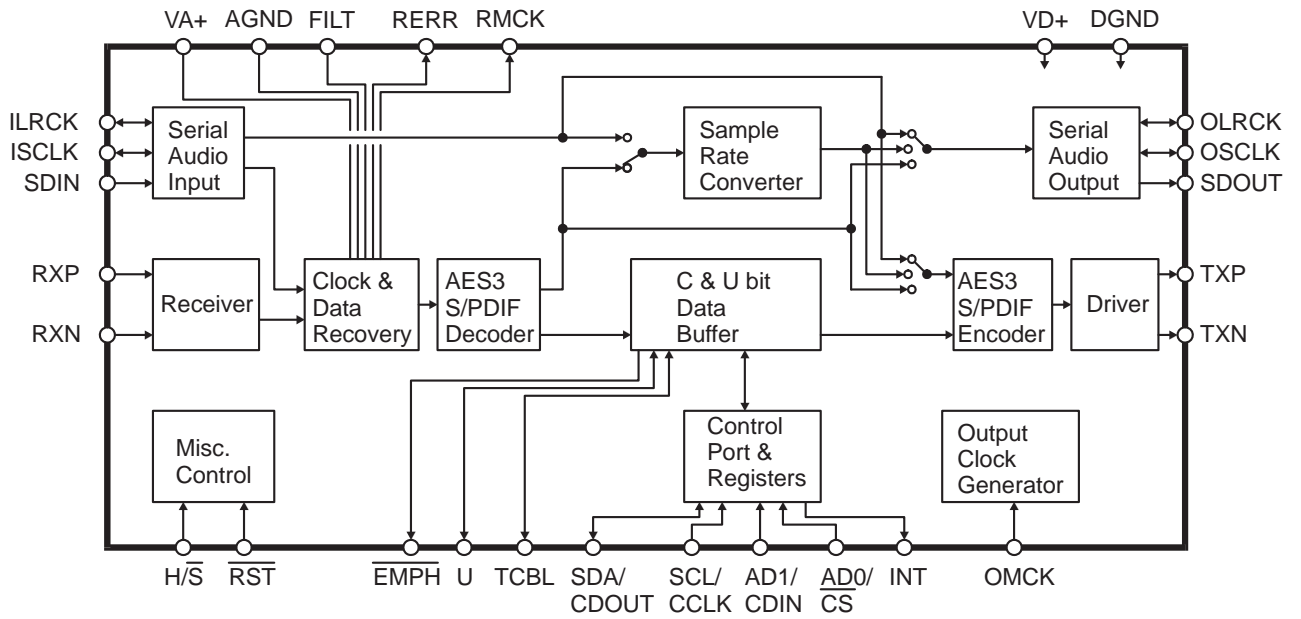 VA+ AGND FILT RERR RMCK VD+ DGND
ILRCK
ISCLK
SDIN
RXP
RXN
Serial
Audio
Input
Sample
Rate
Converter
Serial
Audio
Output
OLRCK
OSCLK
SDOUT
TXP
TXN
Receiver
Clock &
Data
Recovery
AES3
S/PDIF
Decoder
C & U bit
Data
Buffer
AES3
S/PDIF
Encoder
Driver
Misc.
Control
Control
Port &
Registers
Output
Clock
Generator
H/S̅
R̅S̅T̅
E̅M̅P̅H̅
U
TCBL
SDA/
CDOUT
SCL/
CCLK
AD1/
CDIN
AD0/
C̅S̅
INT
OMCK